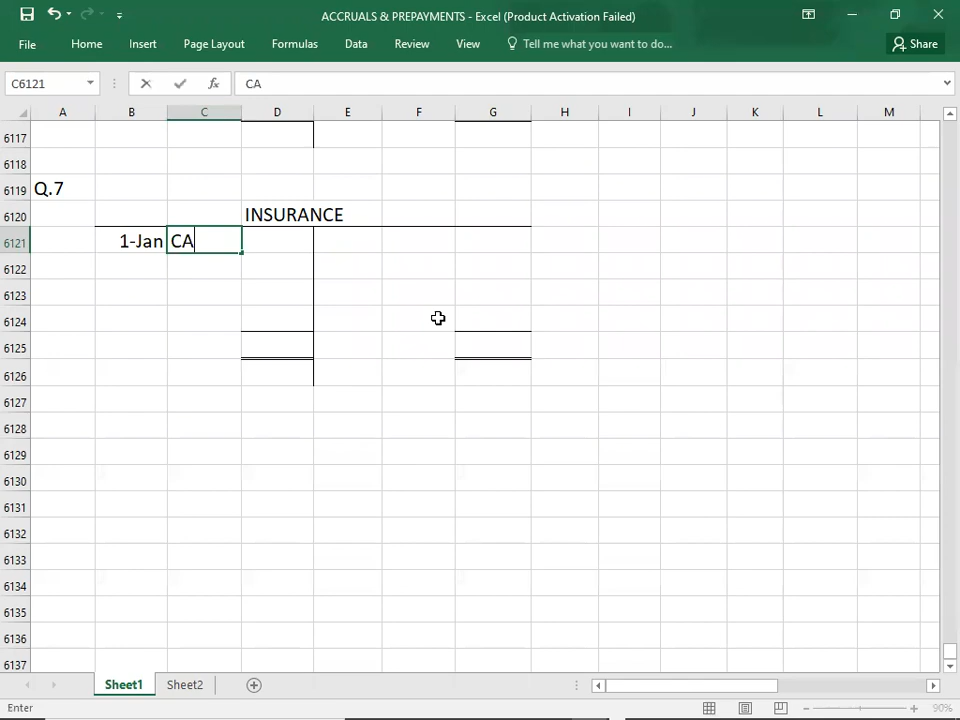 ACCRUALS & PREPAYMENTS - Excel (Product Activation Failed)
File Home Insert Page Layout Formulas Data Review View Tell me what you want to do... Share
C6121 fx CA
A B C D E F G H I J K L M
6117
6118
6119 Q.7
6120 INSURANCE
6121 1-Jan CA
6122
6123
6124
6125
6126
6127
6128
6129
6130
6131
6132
6133
6134
6135
6136
6137
Sheet1 Sheet2
Enter 90%